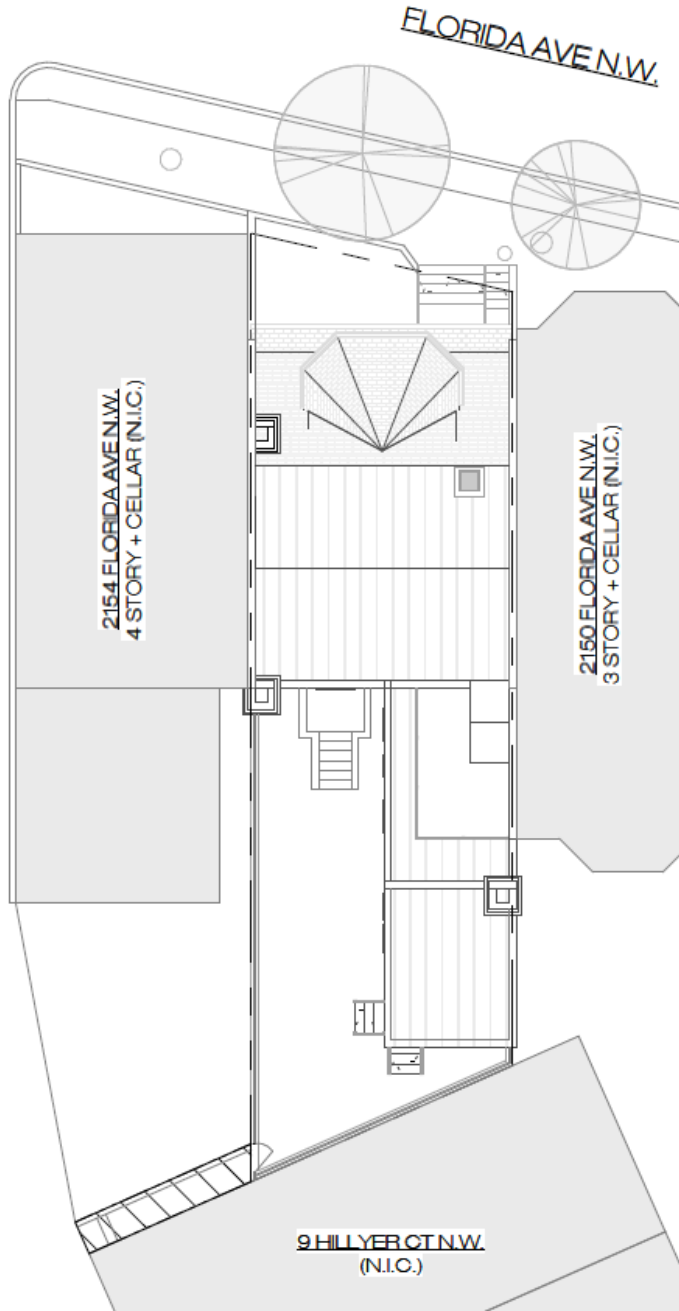 FLORIDA AVE N.W.
2154 FLORIDA AVE N.W.
4 STORY + CELLAR (N.I.C.)
2150 FLORIDA AVE N.W.
3 STORY + CELLAR (N.I.C.)
9 HILLYER CT N.W.
(N.I.C.)